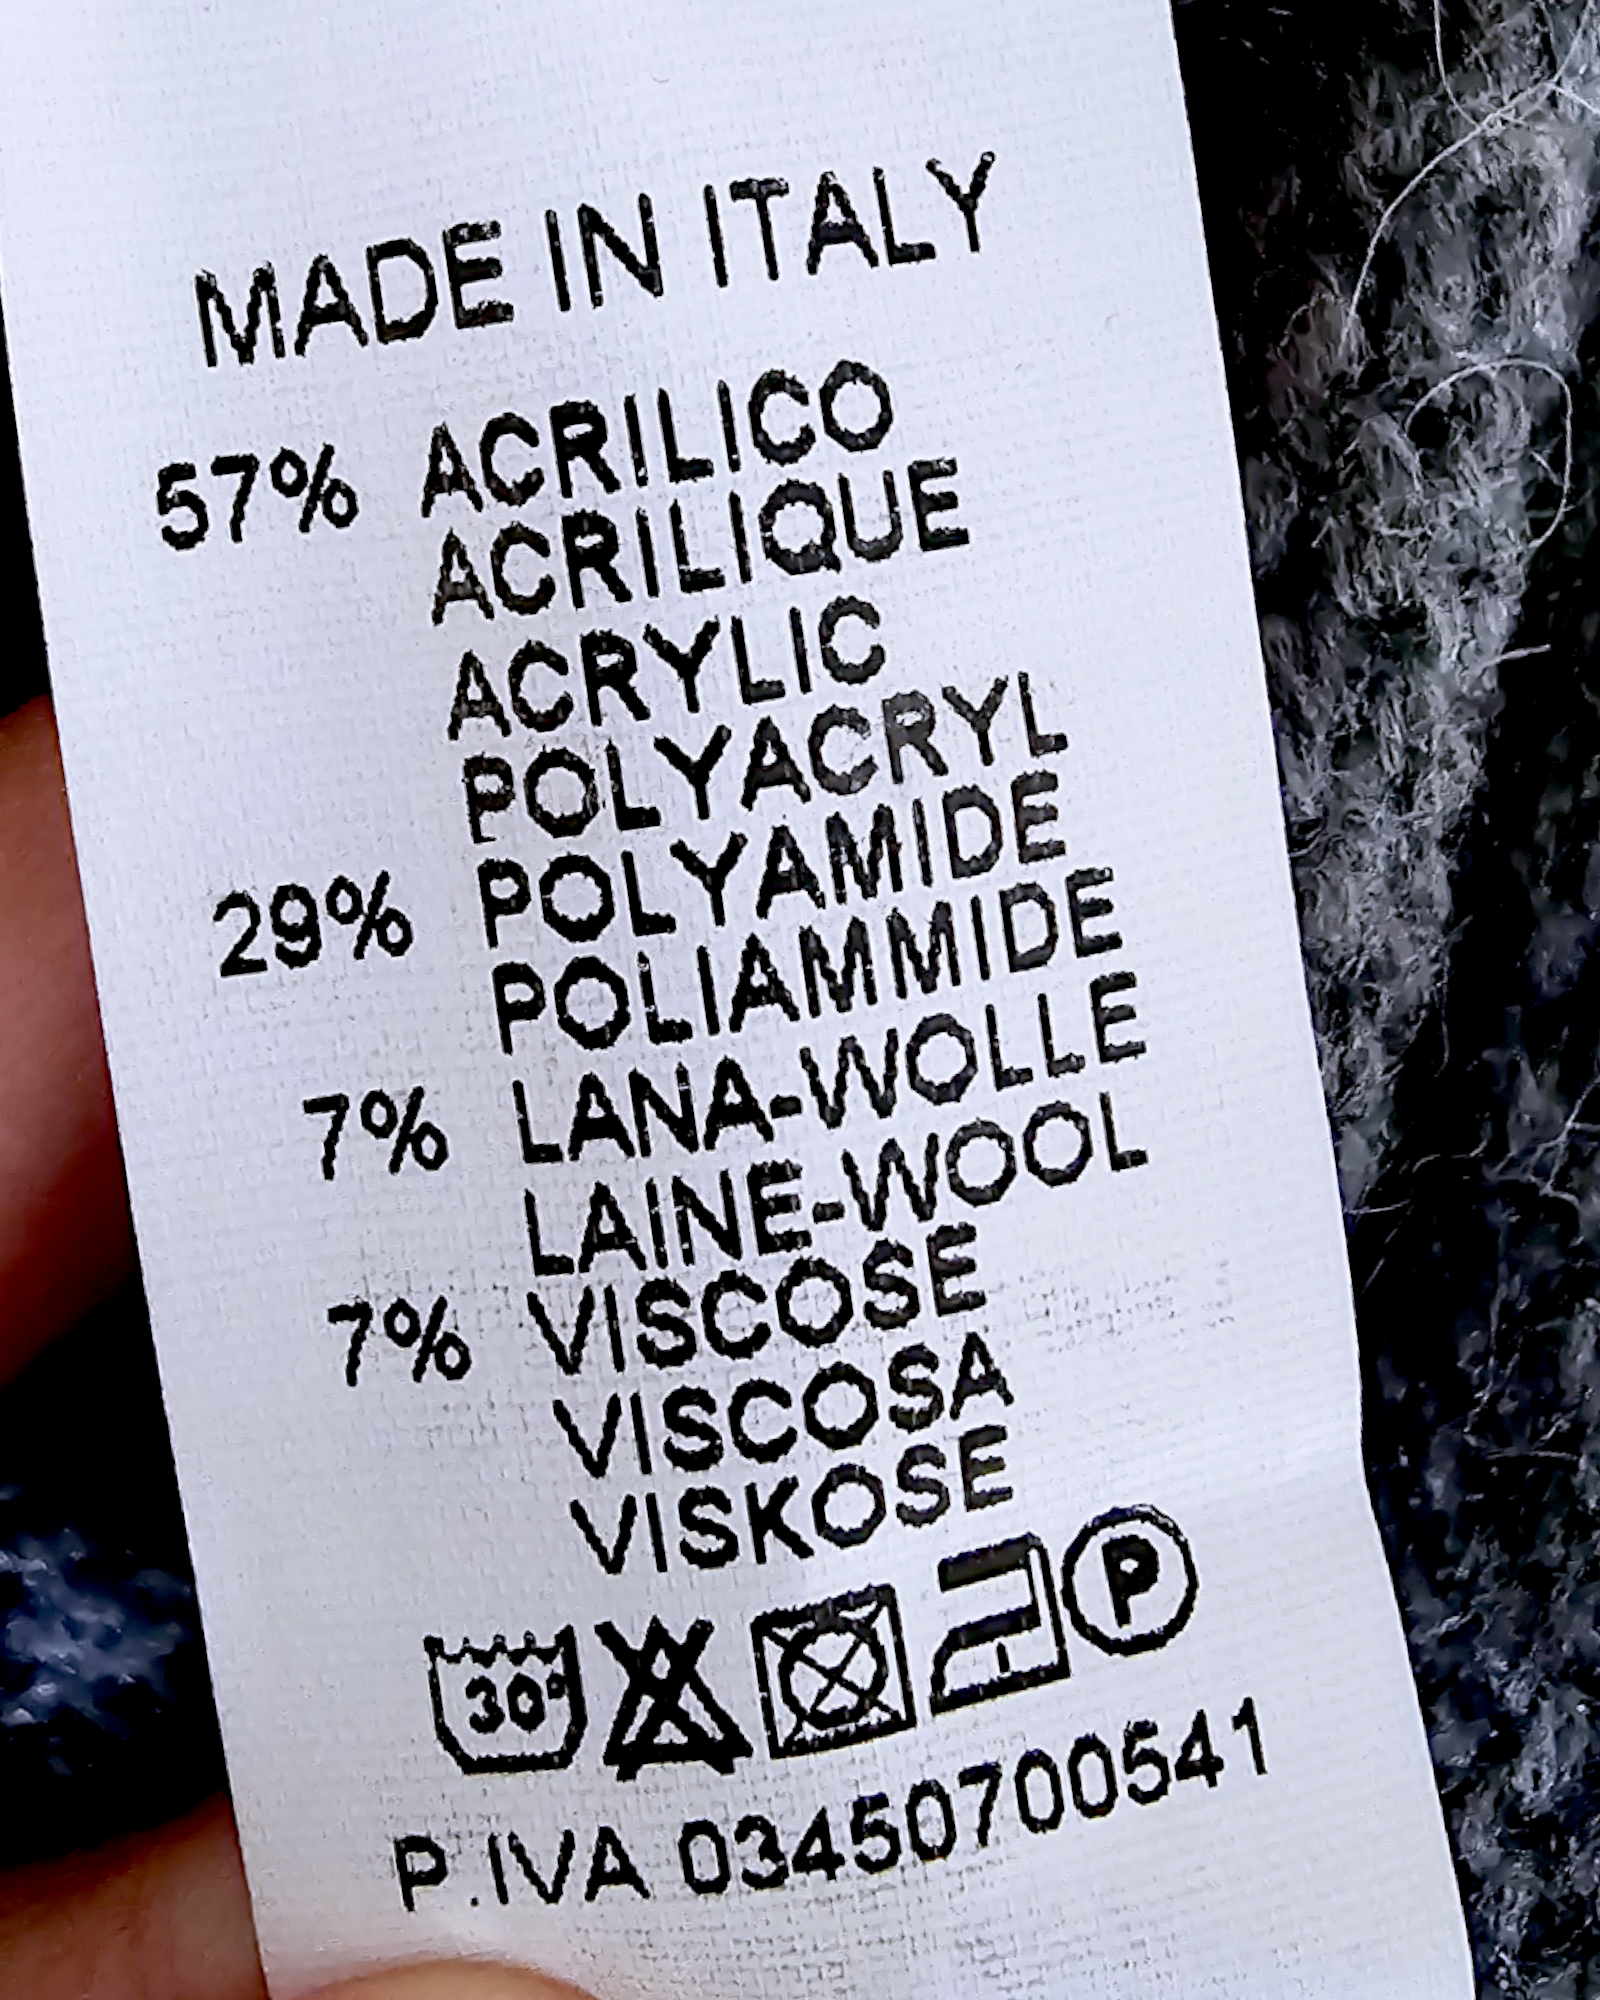 MADE IN ITALY
57% ACRILICO
ACRILIQUE
ACRYLIC
POLYACRYL
29% POLYAMIDE
POLIAMMIDE
7% LANA-WOLLE
LAINE-WOOL
7% VISCOSE
VISCOSA
VISKOSE
30° P
P.IVA 03450700541